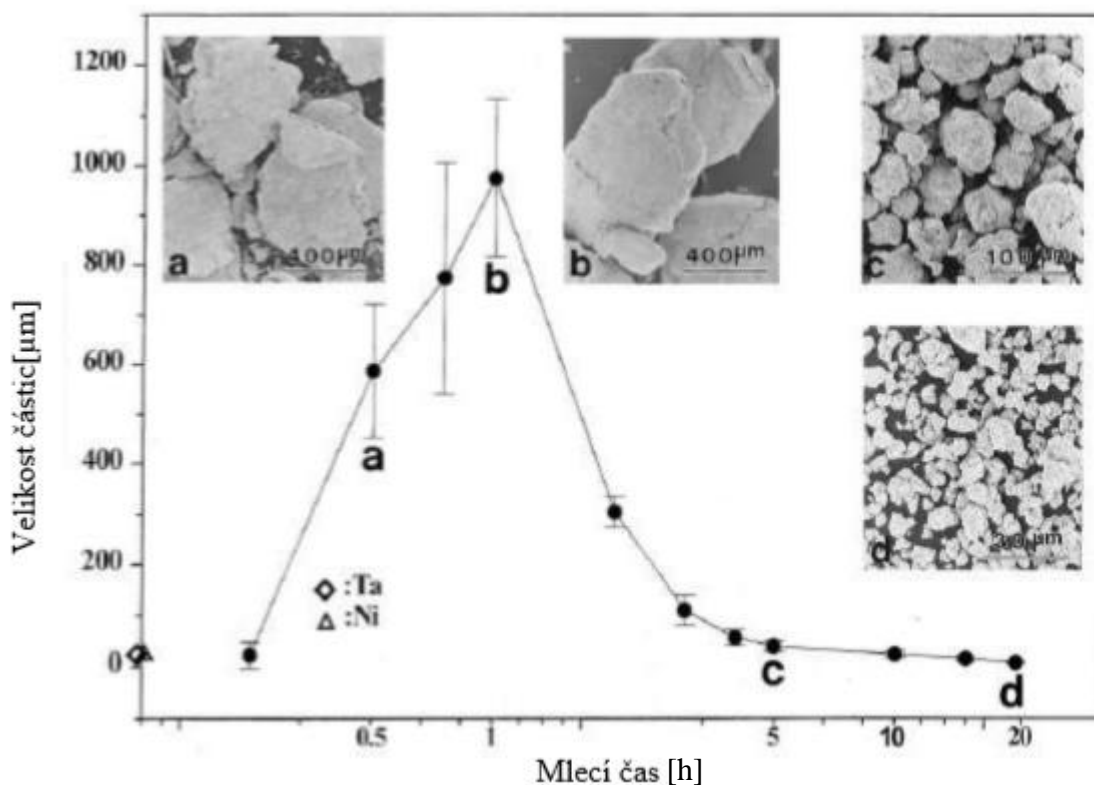 1200
1000
800
600
400
200
0
Velikost částic[µm]
a
100µm
b
400µm
c
d
a
b
c
d
◇ :Ta
△ :Ni
0.5 1 5 10 20
Mlecí čas [h]